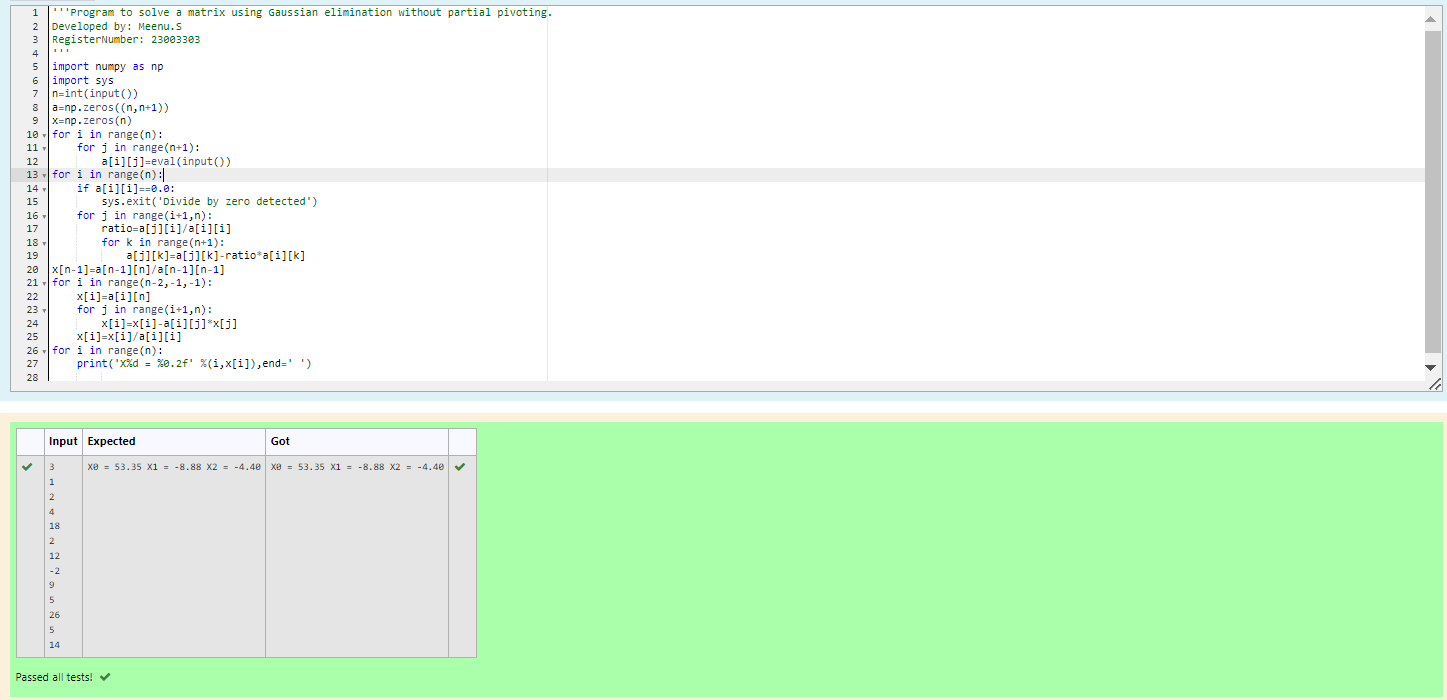 1 '''Program to solve a matrix using Gaussian elimination without partial pivoting.
2 Developed by: Meenu.S
3 RegisterNumber: 23003303
4 '''
5 import numpy as np
6 import sys
7 n=int(input())
8 a=np.zeros((n,n+1))
9 x=np.zeros(n)
10 for i in range(n):
11     for j in range(n+1):
12         a[i][j]=eval(input())
13 for i in range(n):
14     if a[i][i]==0.0:
15         sys.exit('Divide by zero detected')
16     for j in range(i+1,n):
17         ratio=a[j][i]/a[i][i]
18         for k in range(n+1):
19             a[j][k]=a[j][k]-ratio*a[i][k]
20 x[n-1]=a[n-1][n]/a[n-1][n-1]
21 for i in range(n-2,-1,-1):
22     x[i]=a[i][n]
23     for j in range(i+1,n):
24         x[i]=x[i]-a[i][j]*x[j]
25     x[i]=x[i]/a[i][i]
26 for i in range(n):
27     print('X%d = %0.2f' %(i,x[i]),end=' ')
28
Input Expected Got
3 X0 = 53.35 X1 = -8.88 X2 = -4.40 X0 = 53.35 X1 = -8.88 X2 = -4.40
1
2
4
18
2
12
-2
9
5
26
5
14
Passed all tests!